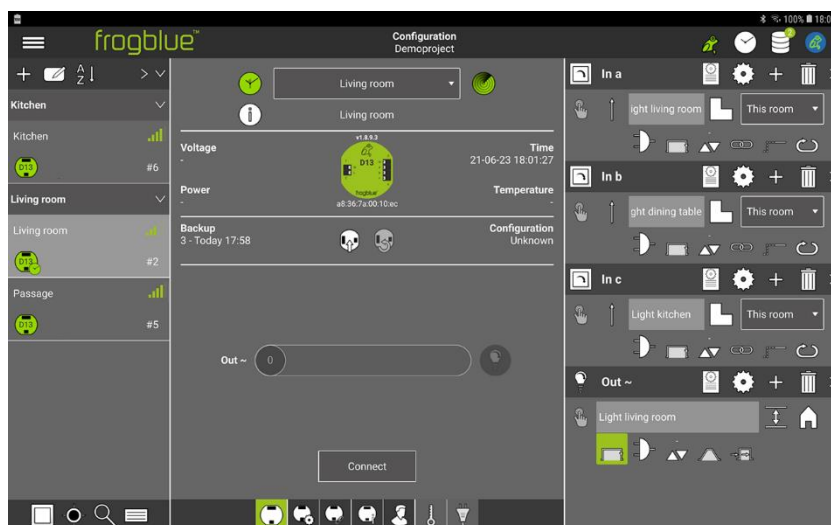 100% 18:0
frogblue™
Configuration
Demoproject
2
A
Z
Kitchen
Kitchen
D13
#6
Living room
Living room
D13
#2
Passage
D13
#5
Living room
Living room
v1.8.9.3
Voltage
-
Time
21-06-23 18:01:27
D13
frogblue
Power
-
Temperature
-
a8:36:7a:00:10:ec
Backup
3 - Today 17:58
Configuration
Unknown
Out ~ 0
Connect
In a
ight living room
This room
In b
ght dining table
This room
In c
Light kitchen
This room
Out ~
Light living room